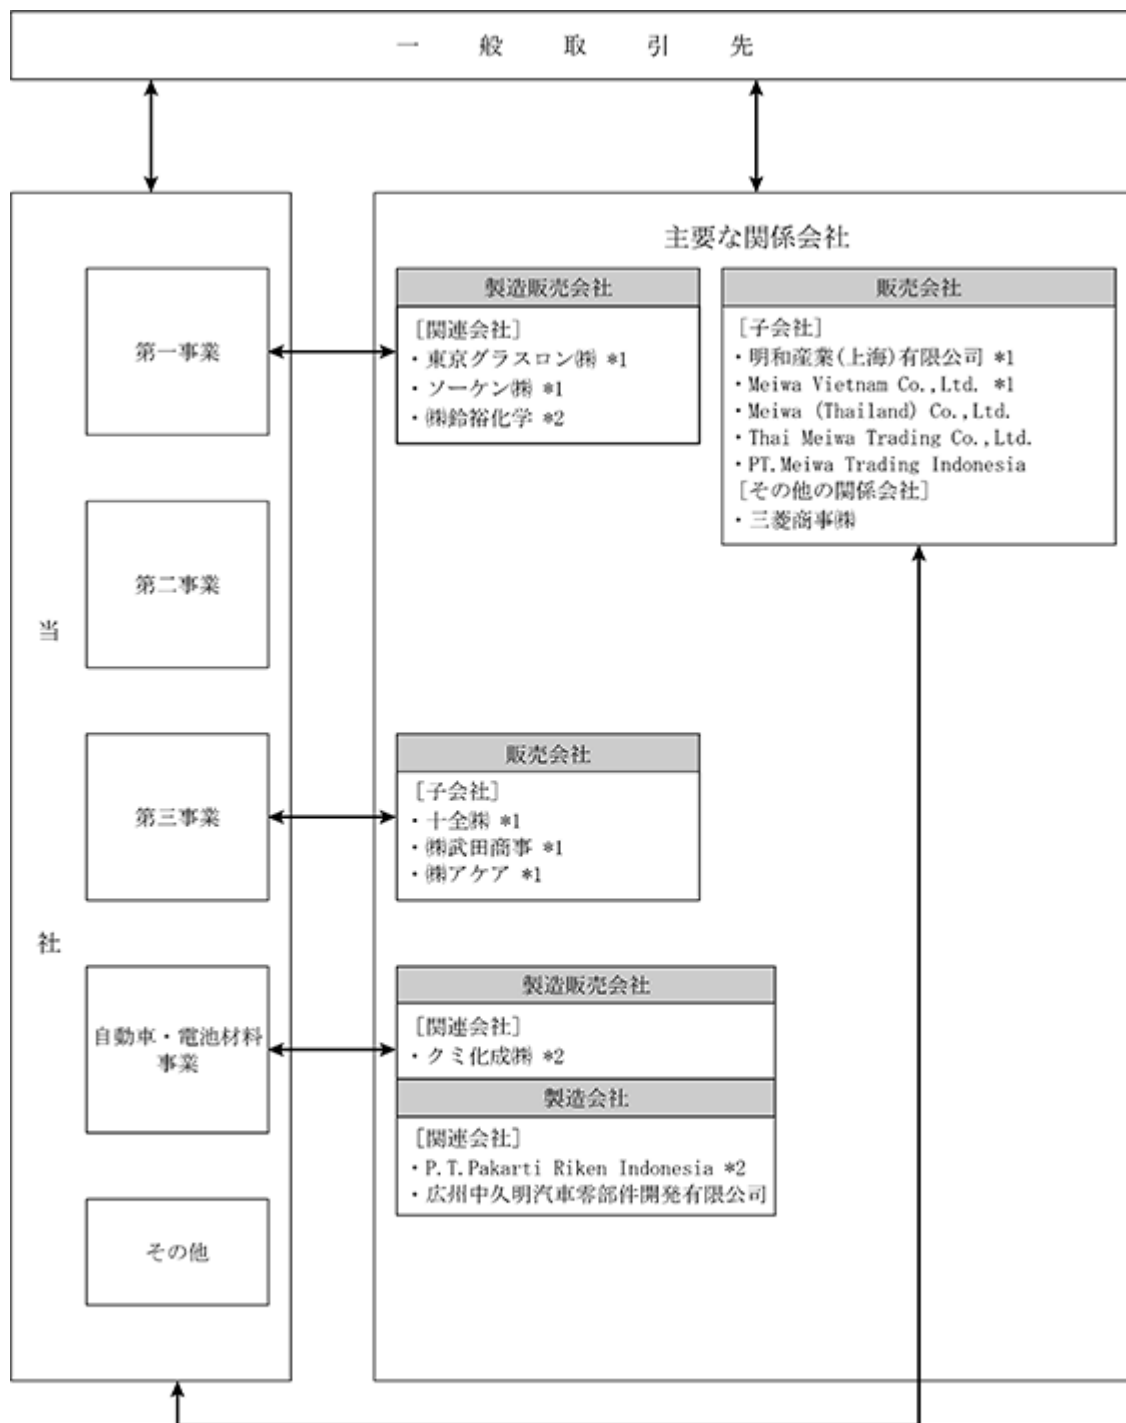 一般取引先
当社
第一事業
第二事業
第三事業
自動車・電池材料
事業
その他
主要な関係会社
製造販売会社
［関連会社］
・東京グラスロン㈱ *1
・ソーケン㈱ *1
・㈱鈴裕化学 *2
販売会社
［子会社］
・明和産業(上海)有限公司 *1
・Meiwa Vietnam Co.,Ltd. *1
・Meiwa (Thailand) Co.,Ltd.
・Thai Meiwa Trading Co.,Ltd.
・PT.Meiwa Trading Indonesia
［その他の関係会社］
・三菱商事㈱
販売会社
［子会社］
・十全㈱ *1
・㈱武田商事 *1
・㈱アケア *1
製造販売会社
［関連会社］
・クミ化成㈱ *2
製造会社
［関連会社］
・P.T.Pakarti Riken Indonesia *2
・広州中久明汽車零部件開発有限公司